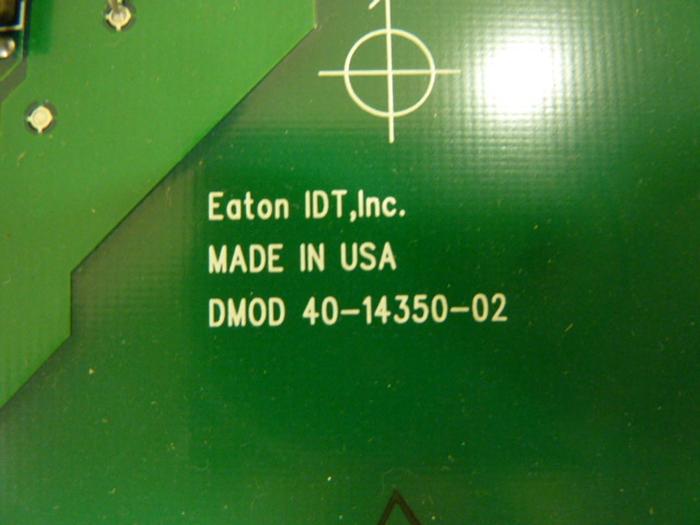 Eaton IDT,Inc.
MADE IN USA
DMOD 40-14350-02